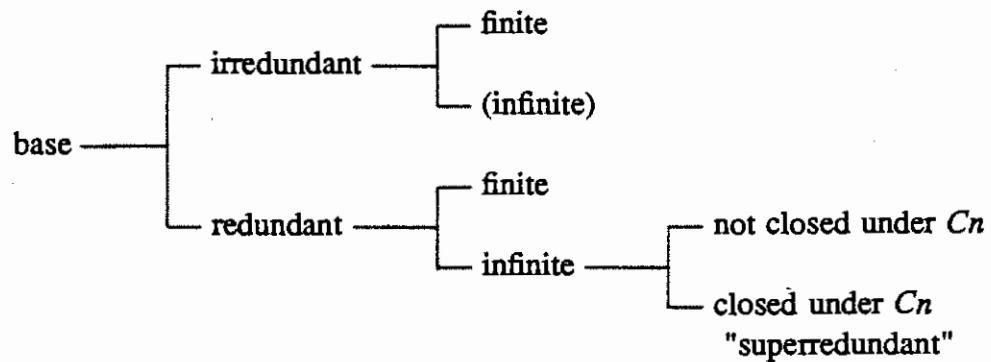 finite
irredundant
(infinite)
base
finite
redundant
not closed under Cn
infinite
closed under Cn
"superredundant"